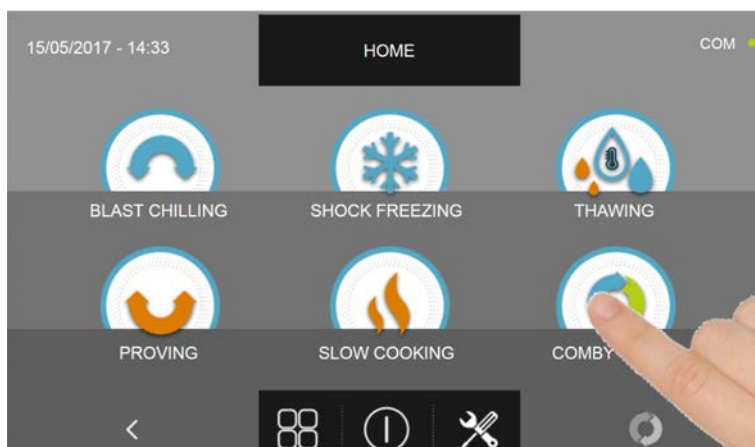 15/05/2017 - 14:33
HOME
COM
BLAST CHILLING
SHOCK FREEZING
THAWING
PROVING
SLOW COOKING
COMBY